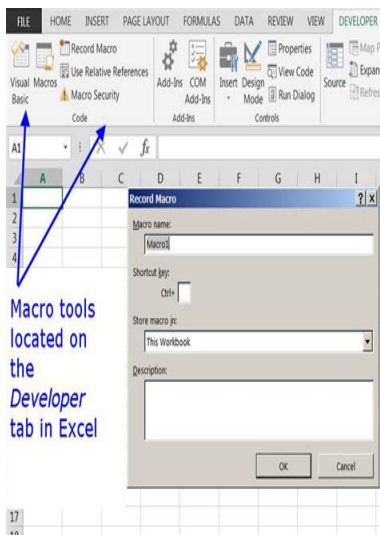 FILE HOME INSERT PAGE LAYOUT FORMULAS DATA REVIEW VIEW DEVELOPER
Visual Basic
Macros
Record Macro
Use Relative References
Macro Security
Code
Add-Ins
COM Add-Ins
Add-Ins
Insert
Design Mode
Properties
View Code
Run Dialog
Controls
Source
Map P
Expan
Refres
A1
fx
A B C D E F G H I
1
2
3
4
Record Macro
? x
Macro name:
Macro1
Shortcut key:
Ctrl+
Store macro in:
This Workbook
Description:
OK Cancel
Macro tools
located on
the
Developer
tab in Excel
17
18